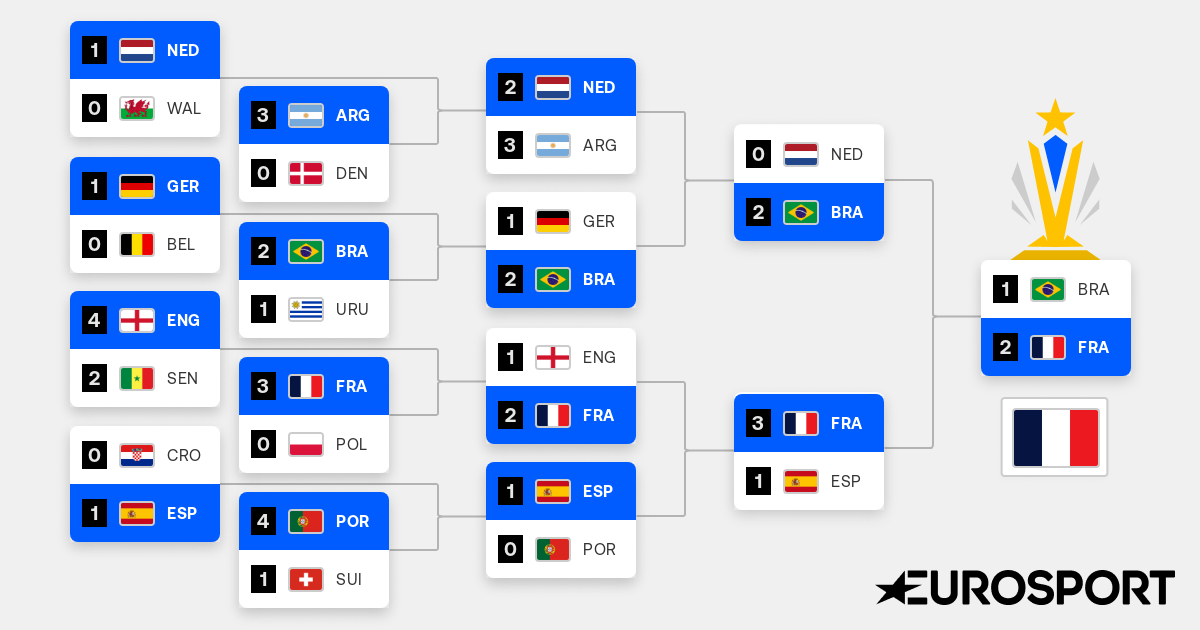 1 NED
0 WAL
3 ARG
0 DEN
1 GER
0 BEL
2 BRA
1 URU
4 ENG
2 SEN
3 FRA
0 POL
0 CRO
1 ESP
4 POR
1 SUI
2 NED
3 ARG
1 GER
2 BRA
1 ENG
2 FRA
1 ESP
0 POR
0 NED
2 BRA
3 FRA
1 ESP
1 BRA
2 FRA
EUROSPORT